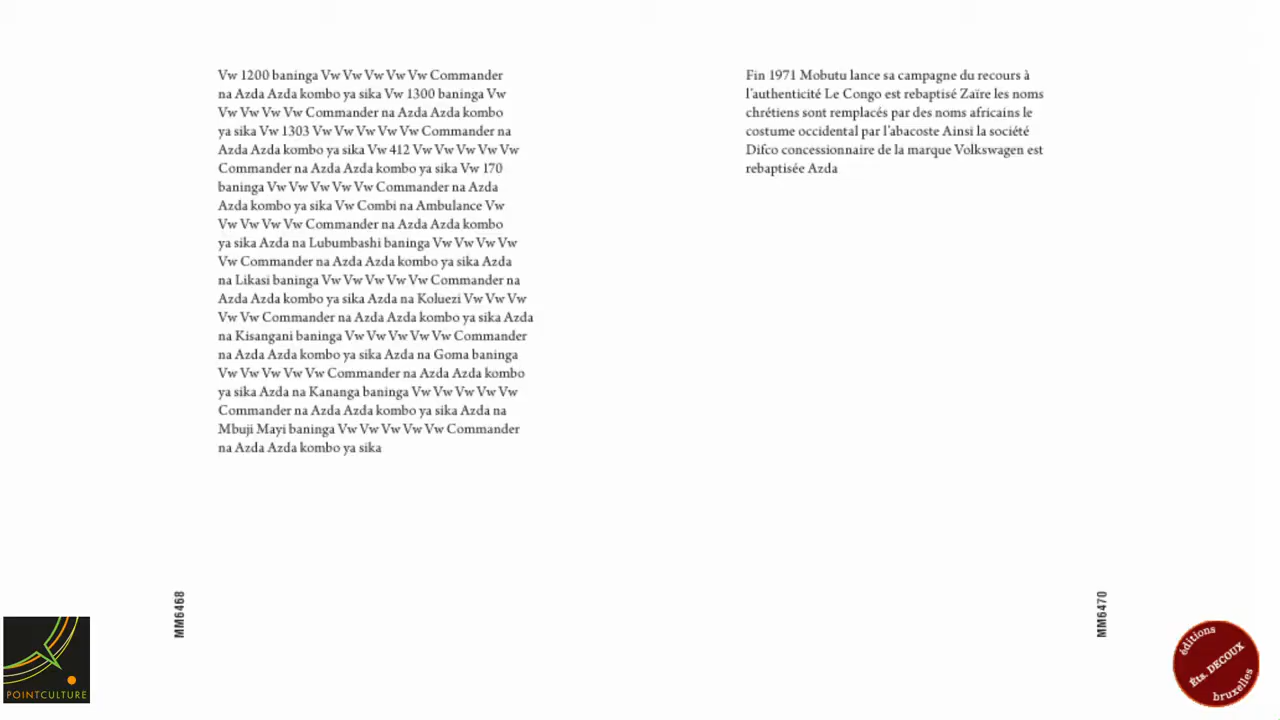 Vw 1200 baninga Vw Vw Vw Vw Vw Commander
na Azda Azda kombo ya sika Vw 1300 baninga Vw
Vw Vw Vw Vw Commander na Azda Azda kombo
ya sika Vw 1303 Vw Vw Vw Vw Vw Commander na
Azda Azda kombo ya sika Vw 412 Vw Vw Vw Vw Vw
Commander na Azda Azda kombo ya sika Vw 170
baninga Vw Vw Vw Vw Vw Commander na Azda
Azda kombo ya sika Vw Combi na Ambulance Vw
Vw Vw Vw Vw Commander na Azda Azda kombo
ya sika Azda na Lubumbashi baninga Vw Vw Vw Vw
Vw Commander na Azda Azda kombo ya sika Azda
na Likasi baninga Vw Vw Vw Vw Vw Commander na
Azda Azda kombo ya sika Azda na Koluezi Vw Vw Vw
Vw Vw Commander na Azda Azda kombo ya sika Azda
na Kisangani baninga Vw Vw Vw Vw Vw Commander
na Azda Azda kombo ya sika Azda na Goma baninga
Vw Vw Vw Vw Vw Commander na Azda Azda kombo
ya sika Azda na Kananga baninga Vw Vw Vw Vw Vw
Commander na Azda Azda kombo ya sika Azda na
Mbuji Mayi baninga Vw Vw Vw Vw Vw Commander
na Azda Azda kombo ya sika
MM6468
Fin 1971 Mobutu lance sa campagne du recours à
l'authenticité Le Congo est rebaptisé Zaïre les noms
chrétiens sont remplacés par des noms africains le
costume occidental par l'abacoste Ainsi la société
Difco concessionnaire de la marque Volkswagen est
rebaptisée Azda
MM6470
POINTCULTURE
éditions
Éts. DECOUX
bruxelles